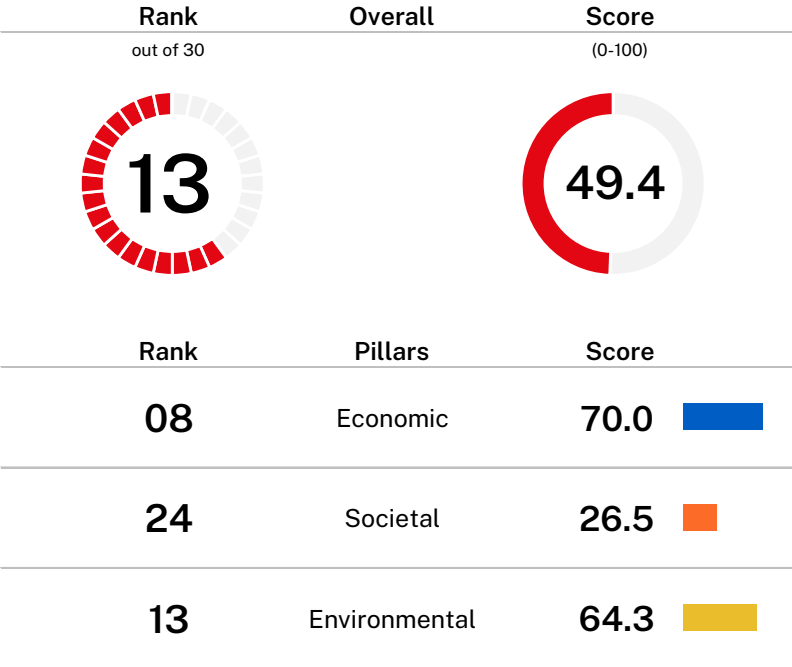 Rank Overall Score
out of 30 (0-100)
13 49.4
Rank Pillars Score
08 Economic 70.0
24 Societal 26.5
13 Environmental 64.3